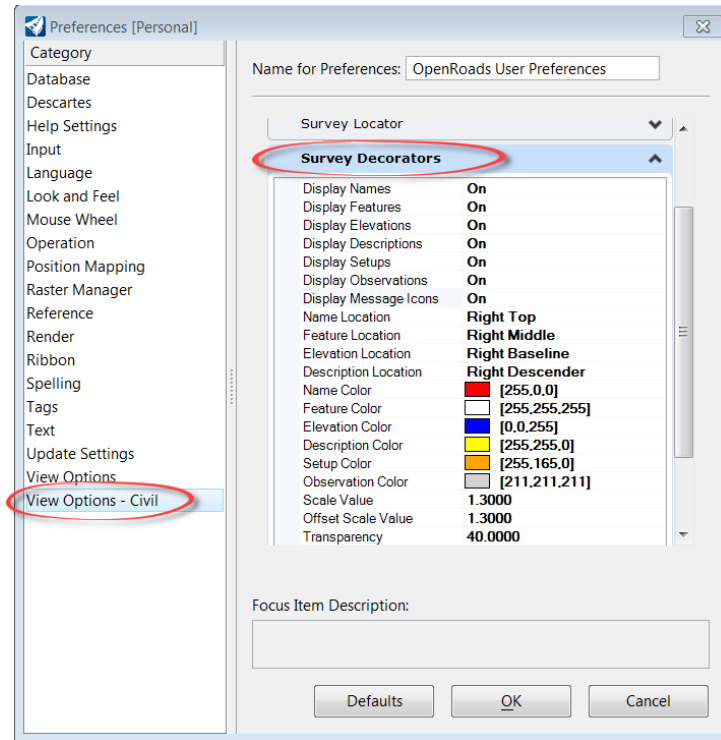 Preferences [Personal]
Category
Database
Descartes
Help Settings
Input
Language
Look and Feel
Mouse Wheel
Operation
Position Mapping
Raster Manager
Reference
Render
Ribbon
Spelling
Tags
Text
Update Settings
View Options
View Options - Civil
Name for Preferences: OpenRoads User Preferences
Survey Locator
Survey Decorators
Display Names On
Display Features On
Display Elevations On
Display Descriptions On
Display Setups On
Display Observations On
Display Message Icons On
Name Location Right Top
Feature Location Right Middle
Elevation Location Right Baseline
Description Location Right Descender
Name Color [255,0,0]
Feature Color [255,255,255]
Elevation Color [0,0,255]
Description Color [255,255,0]
Setup Color [255,165,0]
Observation Color [211,211,211]
Scale Value 1.3000
Offset Scale Value 1.3000
Transparency 40.0000
Focus Item Description:
Defaults OK Cancel